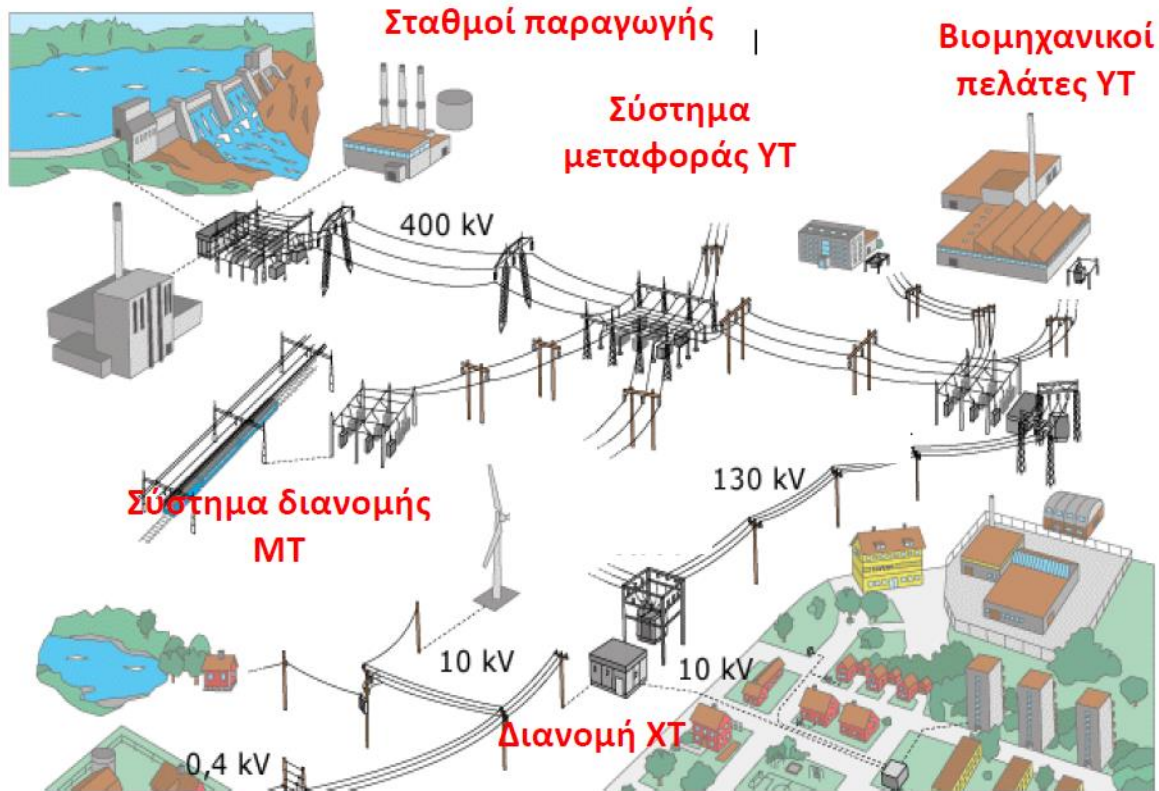 Σταθμοί παραγωγής
Βιομηχανικοί
πελάτες ΥΤ
Σύστημα
μεταφοράς ΥΤ
400 kV
130 kV
Σύστημα διανομής
ΜΤ
10 kV
10 kV
Διανομή ΧΤ
0,4 kV